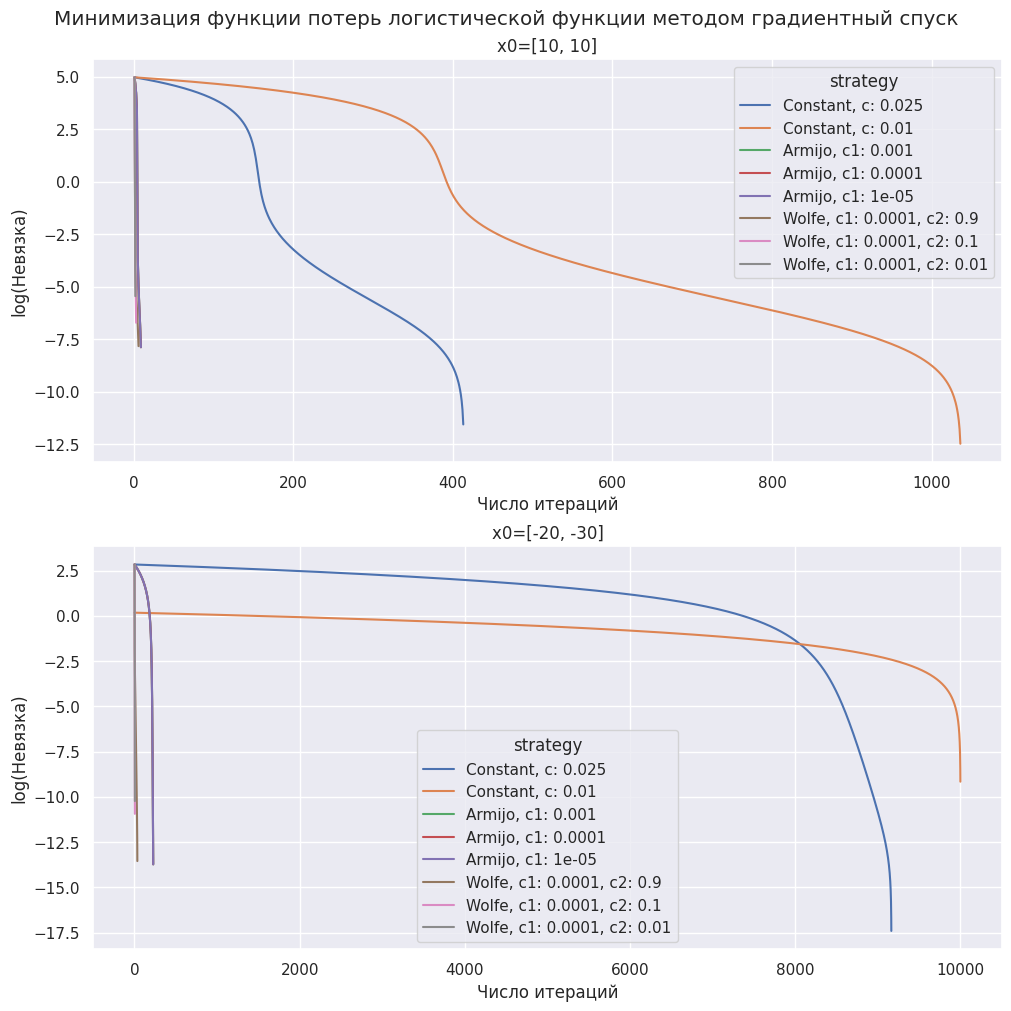 Минимизация функции потерь логистической функции методом градиентный спуск
x0=[10, 10]
5.0
2.5
0.0
−2.5
−5.0
−7.5
−10.0
−12.5
log(Невязка)
strategy
Constant, c: 0.025
Constant, c: 0.01
Armijo, c1: 0.001
Armijo, c1: 0.0001
Armijo, c1: 1e-05
Wolfe, c1: 0.0001, c2: 0.9
Wolfe, c1: 0.0001, c2: 0.1
Wolfe, c1: 0.0001, c2: 0.01
0 200 400 600 800 1000
Число итераций
x0=[-20, -30]
2.5
0.0
−2.5
−5.0
−7.5
−10.0
−12.5
−15.0
−17.5
log(Невязка)
strategy
Constant, c: 0.025
Constant, c: 0.01
Armijo, c1: 0.001
Armijo, c1: 0.0001
Armijo, c1: 1e-05
Wolfe, c1: 0.0001, c2: 0.9
Wolfe, c1: 0.0001, c2: 0.1
Wolfe, c1: 0.0001, c2: 0.01
0 2000 4000 6000 8000 10000
Число итераций